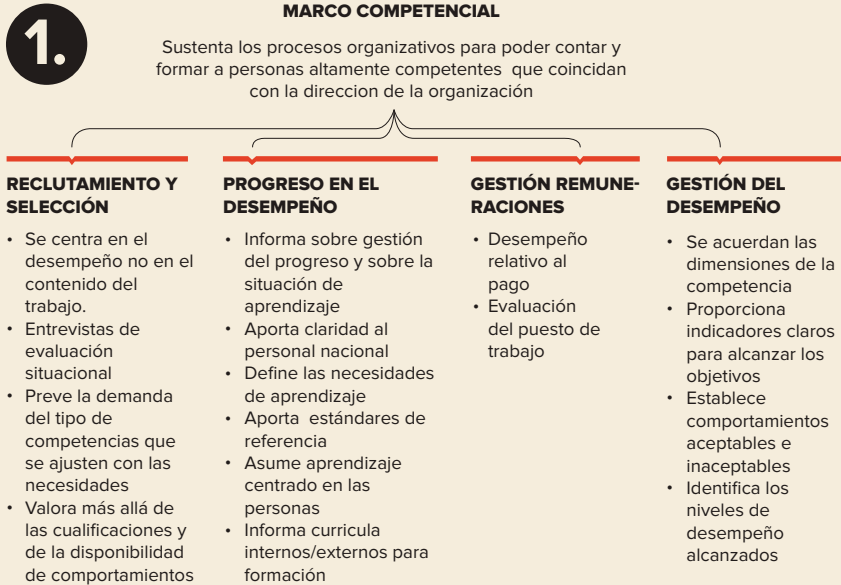 1.
MARCO COMPETENCIAL
Sustenta los procesos organizativos para poder contar y
formar a personas altamente competentes que coincidan
con la direccion de la organización
RECLUTAMIENTO Y
SELECCIÓN
• Se centra en el
desempeño no en el
contenido del
trabajo.
• Entrevistas de
evaluación
situacional
• Preve la demanda
del tipo de
competencias que
se ajusten con las
necesidades
• Valora más allá de
las cualificaciones y
de la disponibilidad
de comportamientos
PROGRESO EN EL
DESEMPEÑO
• Informa sobre gestión
del progreso y sobre la
situación de
aprendizaje
• Aporta claridad al
personal nacional
• Define las necesidades
de aprendizaje
• Aporta estándares de
referencia
• Asume aprendizaje
centrado en las
personas
• Informa curricula
internos/externos para
formación
GESTIÓN REMUNE-
RACIONES
• Desempeño
relativo al
pago
• Evaluación
del puesto de
trabajo
GESTIÓN DEL
DESEMPEÑO
• Se acuerdan las
dimensiones de la
competencia
• Proporciona
indicadores claros
para alcanzar los
objetivos
• Establece
comportamientos
aceptables e
inaceptables
• Identifica los
niveles de
desempeño
alcanzados